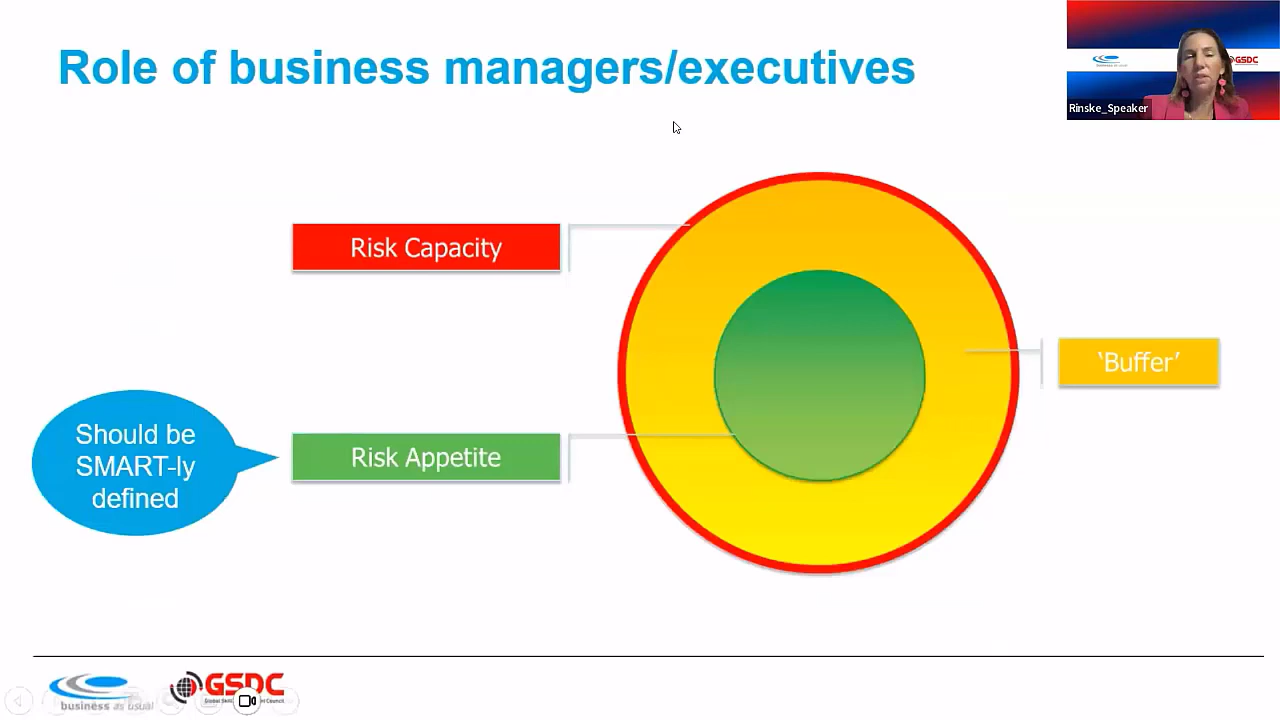 Role of business managers/executives
GSDC
Rinske_Speaker
Risk Capacity
‘Buffer’
Should be
SMART-ly
defined
Risk Appetite
business as usual
GSDC